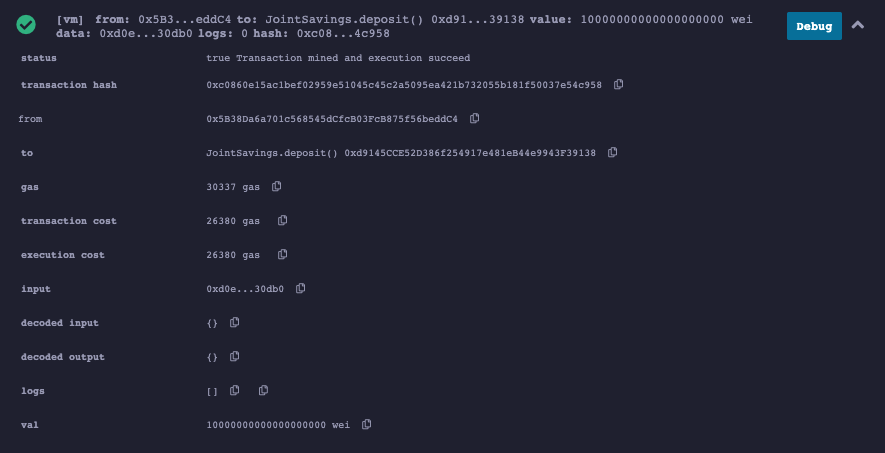 [vm] from: 0x5B3...eddC4 to: JointSavings.deposit() 0xd91...39138 value: 10000000000000000000 wei
data: 0xd0e...30db0 logs: 0 hash: 0xc08...4c958
Debug
status true Transaction mined and execution succeed
transaction hash 0xc0860e15ac1bef02959e51045c45c2a5095ea421b732055b181f50037e54c958
from 0x5B38Da6a701c568545dCfcB03FcB875f56beddC4
to JointSavings.deposit() 0xd9145CCE52D386f254917e481eB44e9943F39138
gas 30337 gas
transaction cost 26380 gas
execution cost 26380 gas
input 0xd0e...30db0
decoded input {}
decoded output {}
logs []
val 10000000000000000000 wei